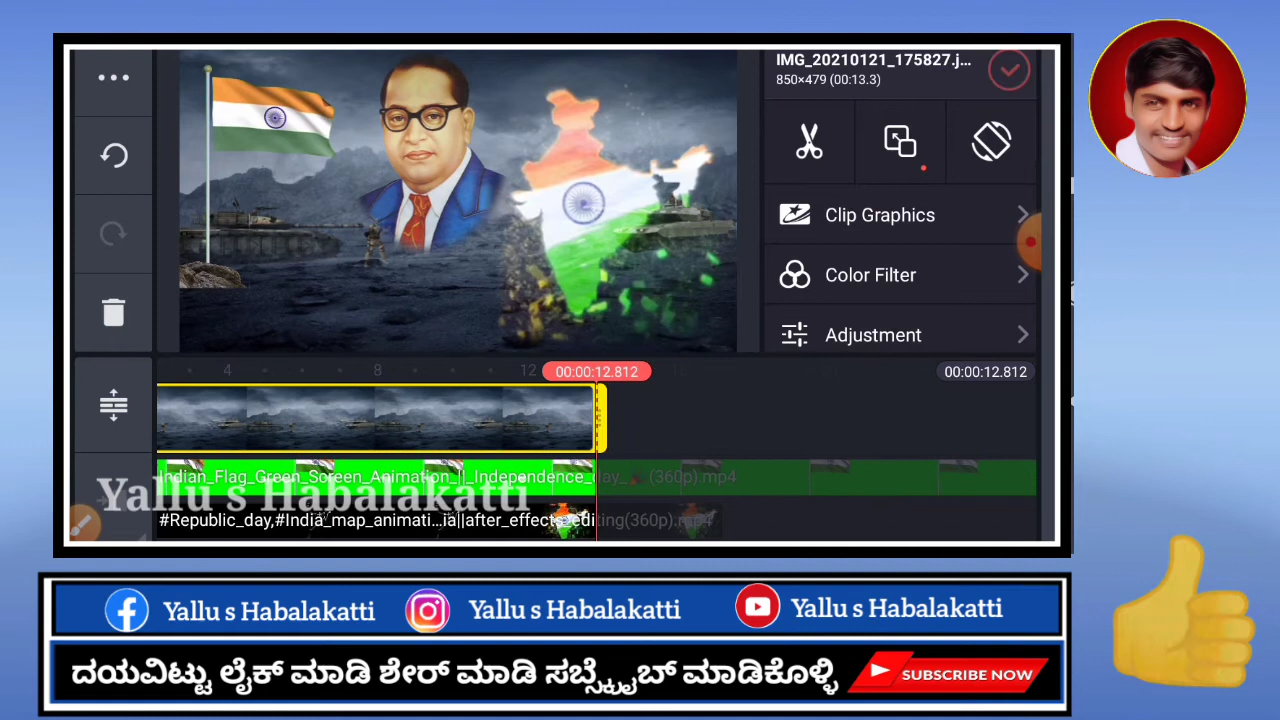 IMG_20210121_175827.j...
850×479 (00:13.3)
Clip Graphics
Color Filter
Adjustment
4 8 12 00:00:12.812 16 00:00:12.812
Indian_Flag_Green_Screen_Animation_||_Independence_day_ (360p).mp4
Yallu s Habalakatti
#Republic_day,#India_map_animati...ia||after_effects_editing(360p).mp4
Yallu s Habalakatti Yallu s Habalakatti Yallu s Habalakatti
ದಯವಿಟ್ಟು ಲೈಕ್ ಮಾಡಿ ಶೇರ್ ಮಾಡಿ ಸಬ್ಸ್ಕ್ರೈಬ್ ಮಾಡಿಕೊಳ್ಳಿ SUBSCRIBE NOW